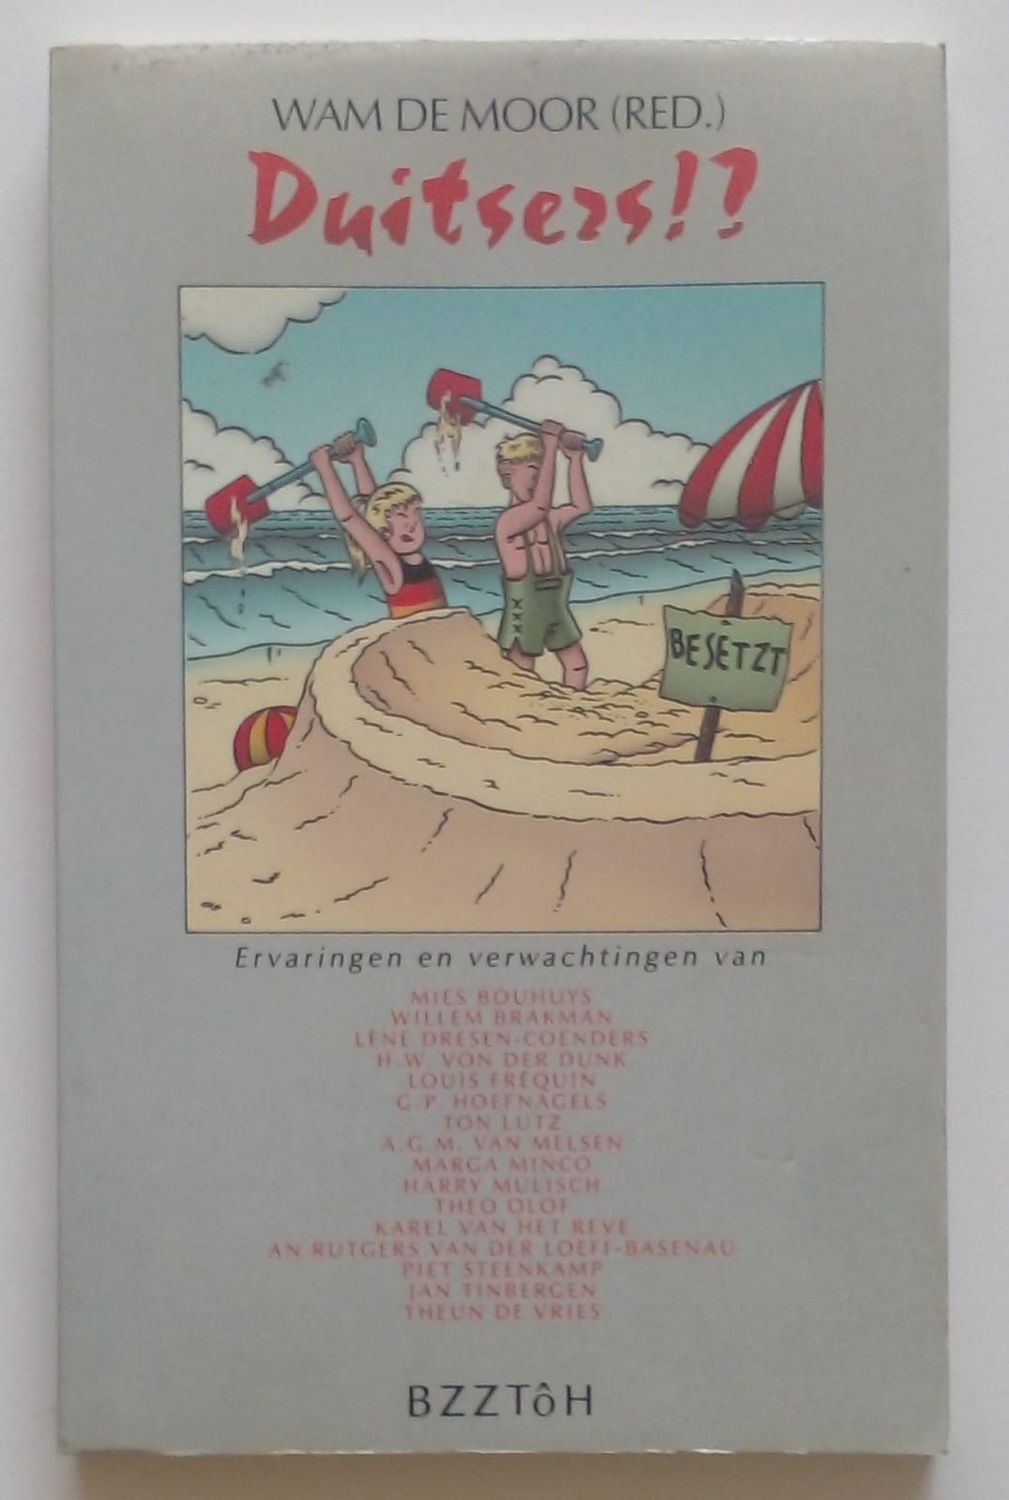 WAM DE MOOR (RED.)
Duitsers!?
BESETZT
Ervaringen en verwachtingen van
MIES BOUHUYS
WILLEM BRAKMAN
LÈNE DRESEN-COENDERS
H.W. VON DER DUNK
LOUIS FRÉQUIN
G.P. HOEFNAGELS
TON LUTZ
A.G.M. VAN MELSEN
MARGA MINCO
HARRY MULISCH
THEO OLOF
KAREL VAN HET REVE
AN RUTGERS VAN DER LOEFF-BASENAU
PIET STEENKAMP
JAN TINBERGEN
THEUN DE VRIES
BZZTôH